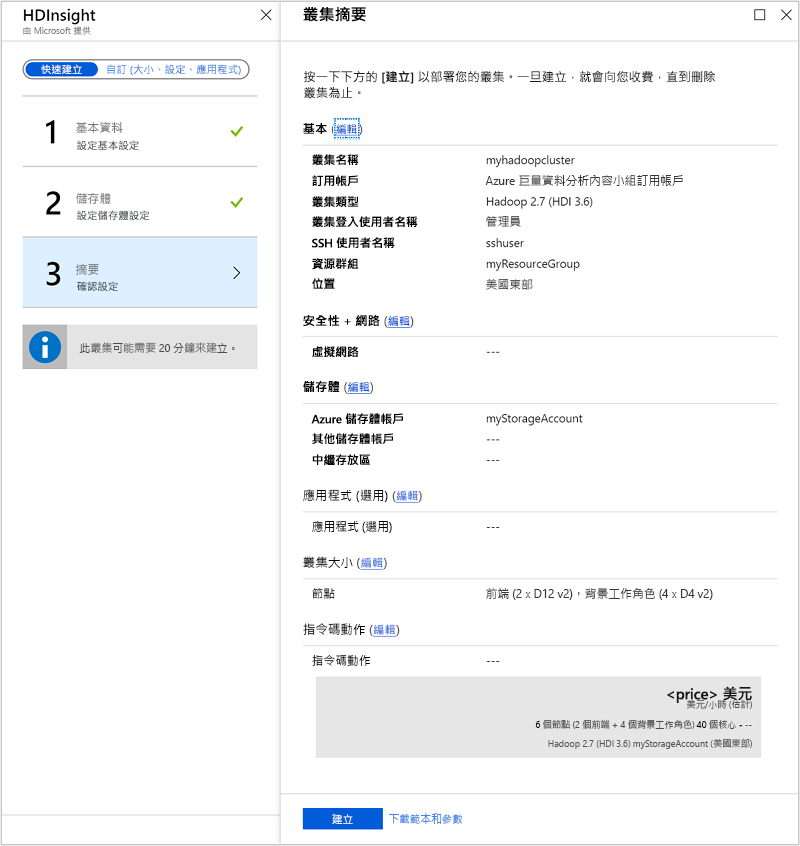 HDInsight
由 Microsoft 提供
快速建立 自訂 (大小、設定、應用程式)
1 基本資料
設定基本設定
2 儲存體
設定儲存體設定
3 摘要
確認設定
此叢集可能需要 20 分鐘來建立。
叢集摘要
按一下下方的 [建立] 以部署您的叢集。一旦建立，就會向您收費，直到刪除
叢集為止。
基本 (編輯)
叢集名稱 myhadoopcluster
訂用帳戶 Azure 巨量資料分析內容小組訂用帳戶
叢集類型 Hadoop 2.7 (HDI 3.6)
叢集登入使用者名稱 管理員
SSH 使用者名稱 sshuser
資源群組 myResourceGroup
位置 美國東部
安全性 + 網路 (編輯)
虛擬網路 ---
儲存體 (編輯)
Azure 儲存體帳戶 myStorageAccount
其他儲存體帳戶 ---
中繼存放區 ---
應用程式 (選用) (編輯)
應用程式 (選用) ---
叢集大小 (編輯)
節點 前端 (2 x D12 v2)，背景工作角色 (4 x D4 v2)
指令碼動作 (編輯)
指令碼動作 ---
<price> 美元
美元/小時 (估計)
6 個節點 (2 個前端 + 4 個背景工作角色) 40 個核心 - --
Hadoop 2.7 (HDI 3.6) myStorageAccount (美國東部)
建立 下載範本和參數